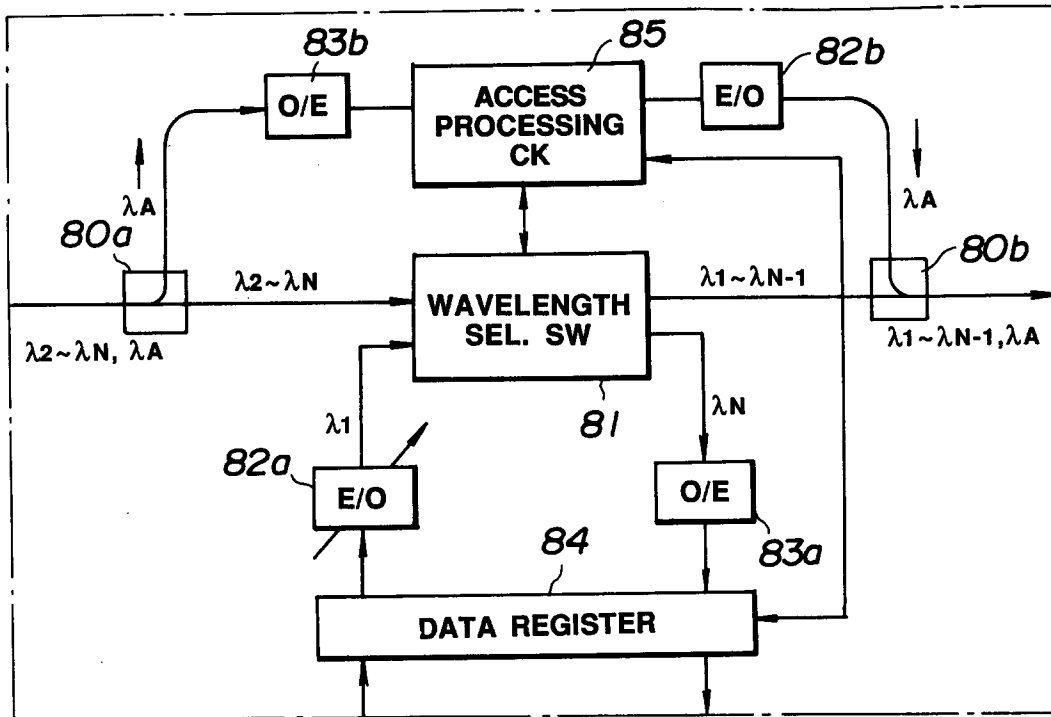 83b
85
82b
O/E
ACCESS
PROCESSING
CK
E/O
λA
λA
80a
80b
λ2~λN
WAVELENGTH
SEL. SW
λ1~λN-1
λ2~λN, λA
λ1~λN-1,λA
81
λ1
λN
82a
E/O
O/E
83a
84
DATA REGISTER